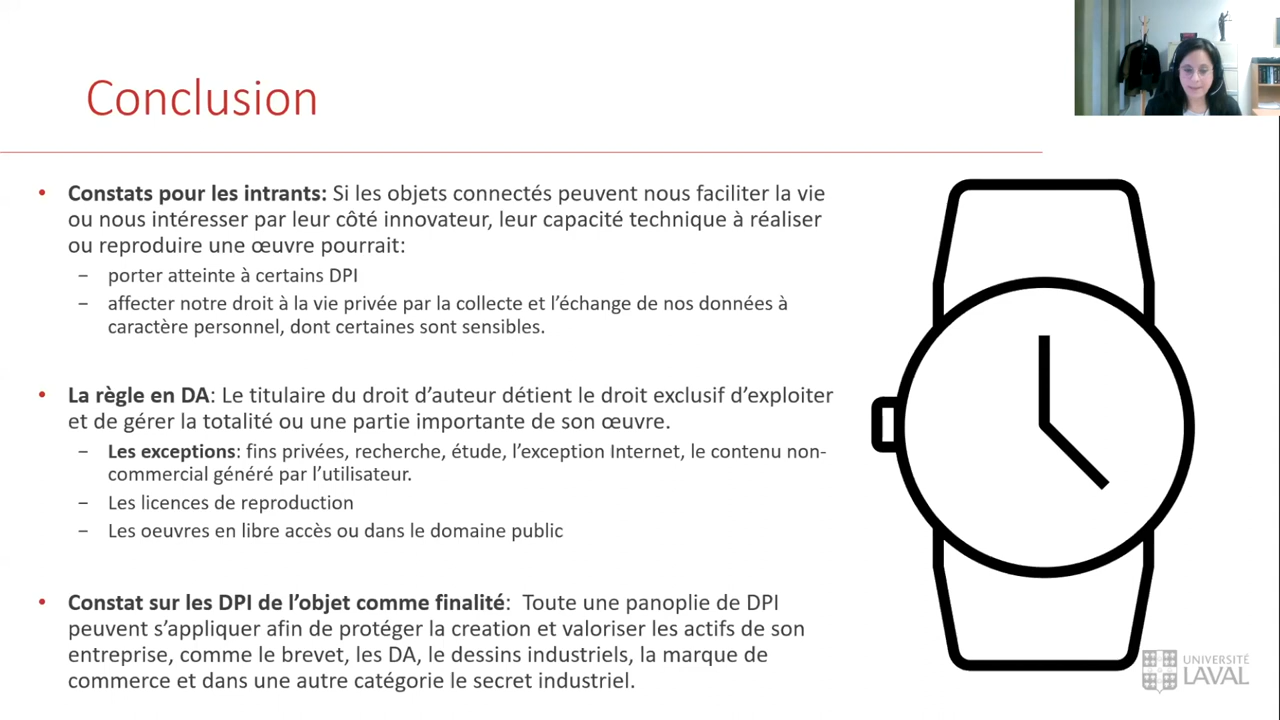 Conclusion
• Constats pour les intrants: Si les objets connectés peuvent nous faciliter la vie
ou nous intéresser par leur côté innovateur, leur capacité technique à réaliser
ou reproduire une œuvre pourrait:
– porter atteinte à certains DPI
– affecter notre droit à la vie privée par la collecte et l’échange de nos données à
caractère personnel, dont certaines sont sensibles.
• La règle en DA: Le titulaire du droit d’auteur détient le droit exclusif d’exploiter
et de gérer la totalité ou une partie importante de son œuvre.
– Les exceptions: fins privées, recherche, étude, l’exception Internet, le contenu non-
commercial généré par l’utilisateur.
– Les licences de reproduction
– Les oeuvres en libre accès ou dans le domaine public
• Constat sur les DPI de l’objet comme finalité: Toute une panoplie de DPI
peuvent s’appliquer afin de protéger la creation et valoriser les actifs de son
entreprise, comme le brevet, les DA, le dessins industriels, la marque de
commerce et dans une autre catégorie le secret industriel.
UNIVERSITÉ
LAVAL